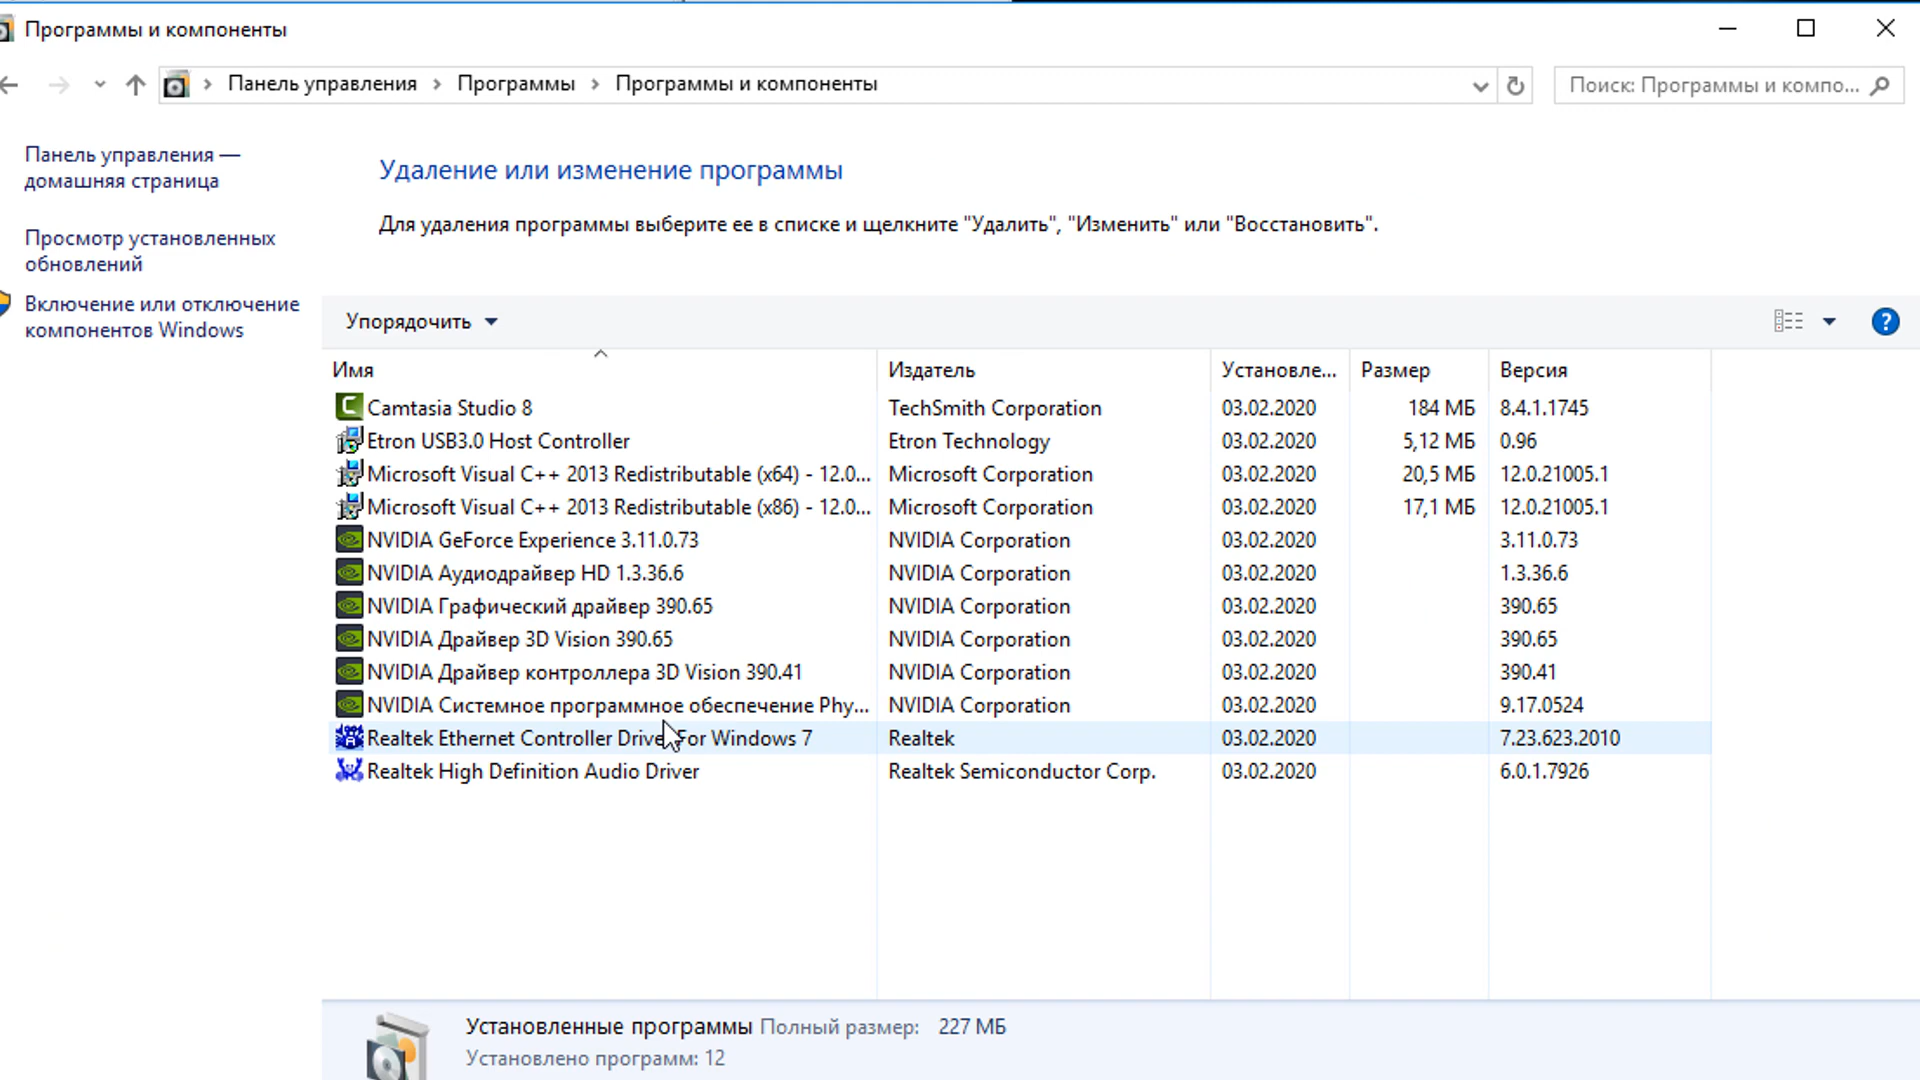 Программы и компоненты
Панель управления › Программы › Программы и компоненты
Поиск: Программы и компо...
Панель управления —
домашняя страница
Просмотр установленных
обновлений
Включение или отключение
компонентов Windows
Удаление или изменение программы
Для удаления программы выберите ее в списке и щелкните "Удалить", "Изменить" или "Восстановить".
Упорядочить
?
Имя Издатель Установле... Размер Версия
Camtasia Studio 8 TechSmith Corporation 03.02.2020 184 МБ 8.4.1.1745
Etron USB3.0 Host Controller Etron Technology 03.02.2020 5,12 МБ 0.96
Microsoft Visual C++ 2013 Redistributable (x64) - 12.0... Microsoft Corporation 03.02.2020 20,5 МБ 12.0.21005.1
Microsoft Visual C++ 2013 Redistributable (x86) - 12.0... Microsoft Corporation 03.02.2020 17,1 МБ 12.0.21005.1
NVIDIA GeForce Experience 3.11.0.73 NVIDIA Corporation 03.02.2020 3.11.0.73
NVIDIA Аудиодрайвер HD 1.3.36.6 NVIDIA Corporation 03.02.2020 1.3.36.6
NVIDIA Графический драйвер 390.65 NVIDIA Corporation 03.02.2020 390.65
NVIDIA Драйвер 3D Vision 390.65 NVIDIA Corporation 03.02.2020 390.65
NVIDIA Драйвер контроллера 3D Vision 390.41 NVIDIA Corporation 03.02.2020 390.41
NVIDIA Системное программное обеспечение Phy... NVIDIA Corporation 03.02.2020 9.17.0524
Realtek Ethernet Controller Driver For Windows 7 Realtek 03.02.2020 7.23.623.2010
Realtek High Definition Audio Driver Realtek Semiconductor Corp. 03.02.2020 6.0.1.7926
Установленные программы Полный размер: 227 МБ
Установлено программ: 12